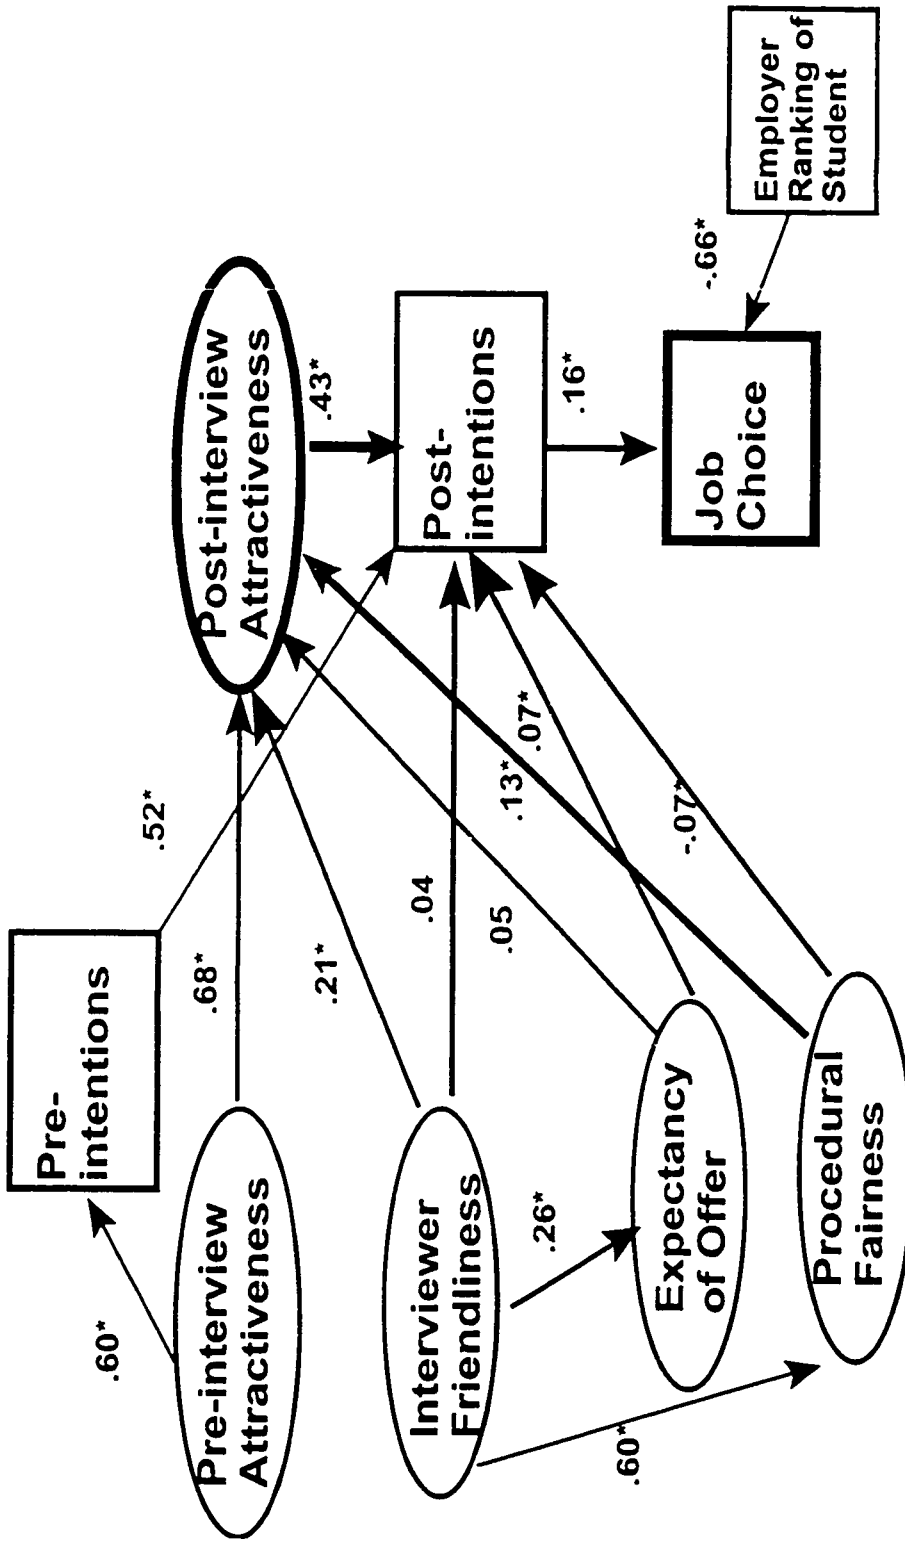 Pre-
intentions
.60*
.52*
Pre-interview
Attractiveness
.68*
Post-interview
Attractiveness
.21*
.43*
Interviewer
Friendliness
.04
Post-
intentions
.26*
.05
.13*
.07*
.16*
Expectancy
of Offer
.60*
-.07*
-.66*
Job
Choice
Employer
Ranking of
Student
Procedural
Fairness